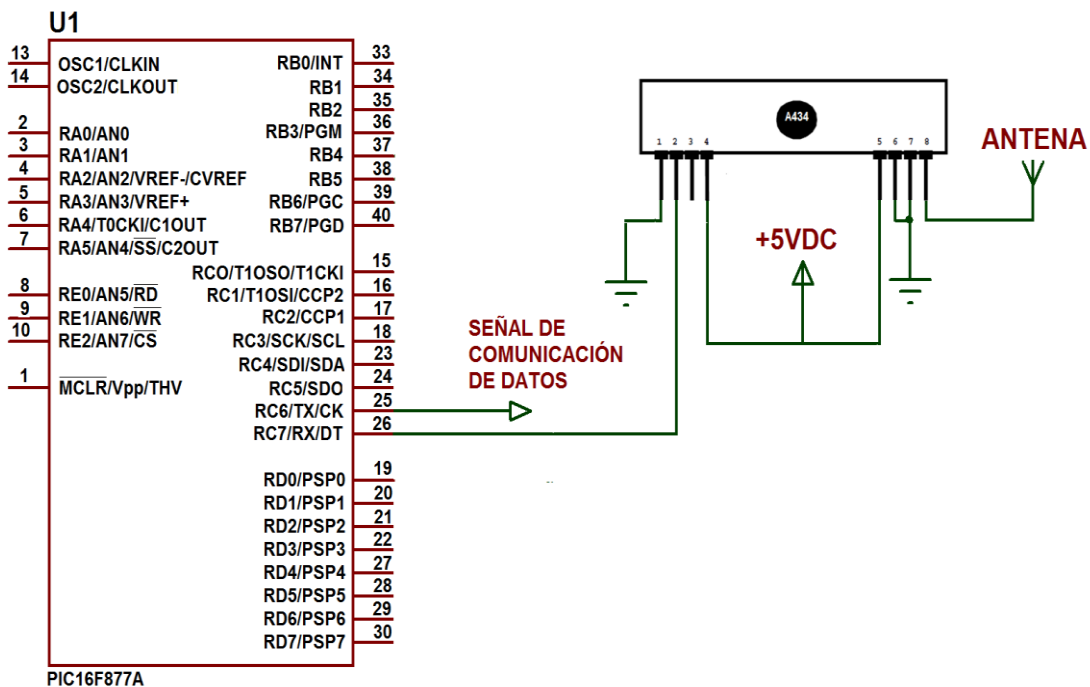 U1
13 OSC1/CLKIN
14 OSC2/CLKOUT
2 RA0/AN0
3 RA1/AN1
4 RA2/AN2/VREF-/CVREF
5 RA3/AN3/VREF+
6 RA4/T0CKI/C1OUT
7 RA5/AN4/SS/C2OUT
8 RE0/AN5/RD
9 RE1/AN6/WR
10 RE2/AN7/CS
1 MCLR/Vpp/THV
RB0/INT 33
RB1 34
RB2 35
RB3/PGM 36
RB4 37
RB5 38
RB6/PGC 39
RB7/PGD 40
RCO/T1OSO/T1CKI 15
RC1/T1OSI/CCP2 16
RC2/CCP1 17
RC3/SCK/SCL 18
RC4/SDI/SDA 23
RC5/SDO 24
RC6/TX/CK 25
RC7/RX/DT 26
RD0/PSP0 19
RD1/PSP1 20
RD2/PSP2 21
RD3/PSP3 22
RD4/PSP4 27
RD5/PSP5 28
RD6/PSP6 29
RD7/PSP7 30
PIC16F877A
SEÑAL DE
COMUNICACIÓN
DE DATOS
A434
1 2 3 4 5 6 7 8
+5VDC
ANTENA